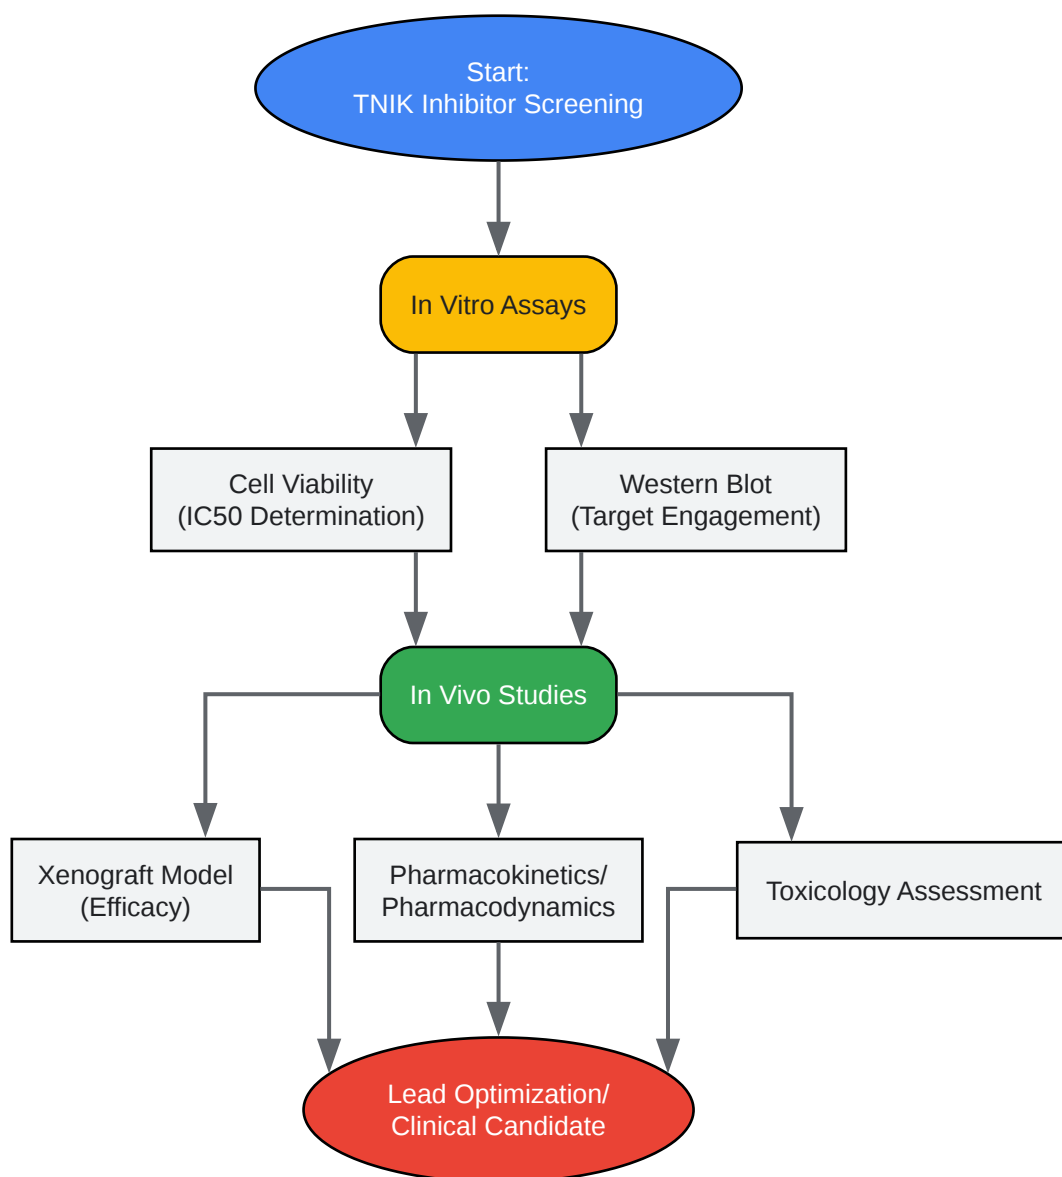 Start:
TNIK Inhibitor Screening
In Vitro Assays
Cell Viability
(IC50 Determination)
Western Blot
(Target Engagement)
In Vivo Studies
Xenograft Model
(Efficacy)
Pharmacokinetics/
Pharmacodynamics
Toxicology Assessment
Lead Optimization/
Clinical Candidate